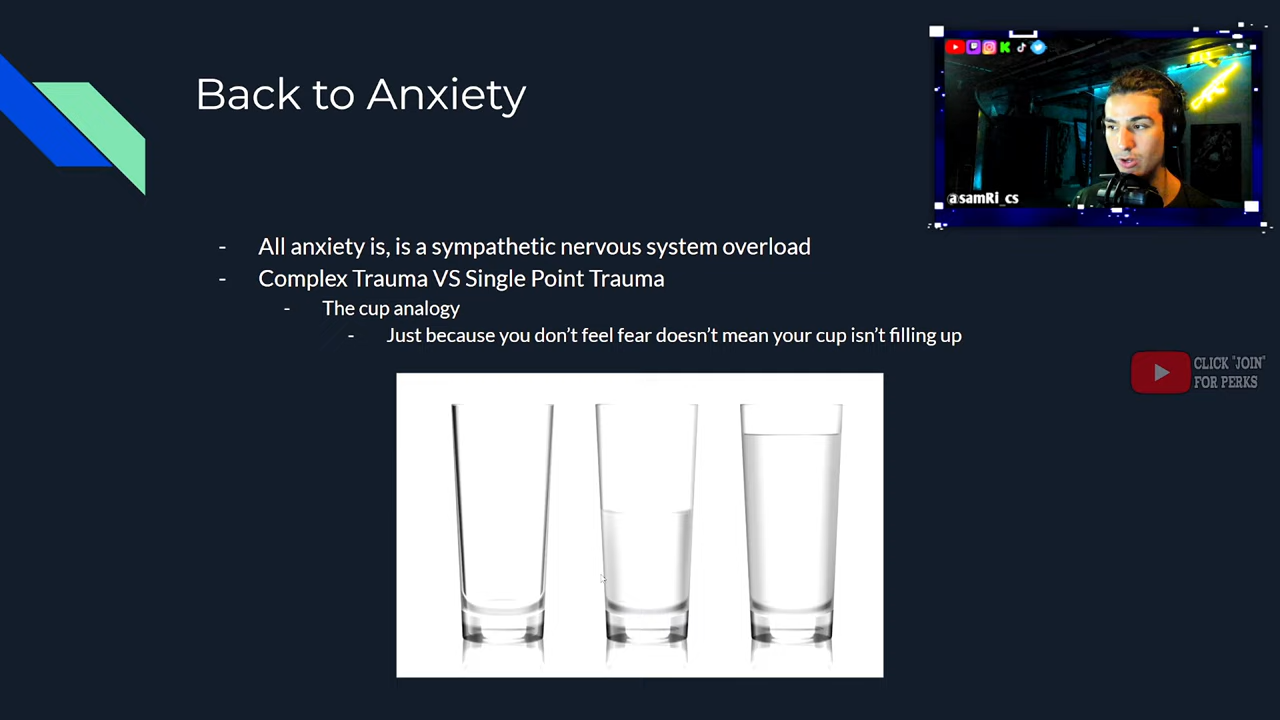 Back to Anxiety
@samRi_cs
- All anxiety is, is a sympathetic nervous system overload
- Complex Trauma VS Single Point Trauma
- The cup analogy
- Just because you don't feel fear doesn't mean your cup isn't filling up
CLICK "JOIN"
FOR PERKS